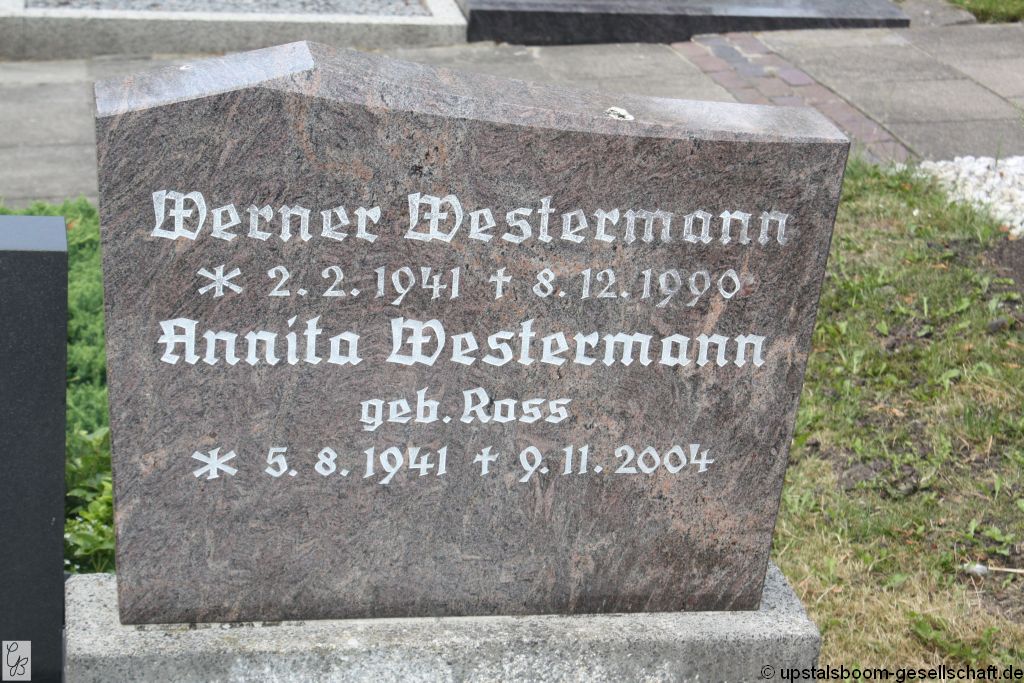 Werner Westermann
* 2. 2. 1941 † 8. 12. 1990
Annita Westermann
geb. Ross
* 5. 8. 1941 † 9. 11. 2004
GB
© upstalsboom-gesellschaft.de